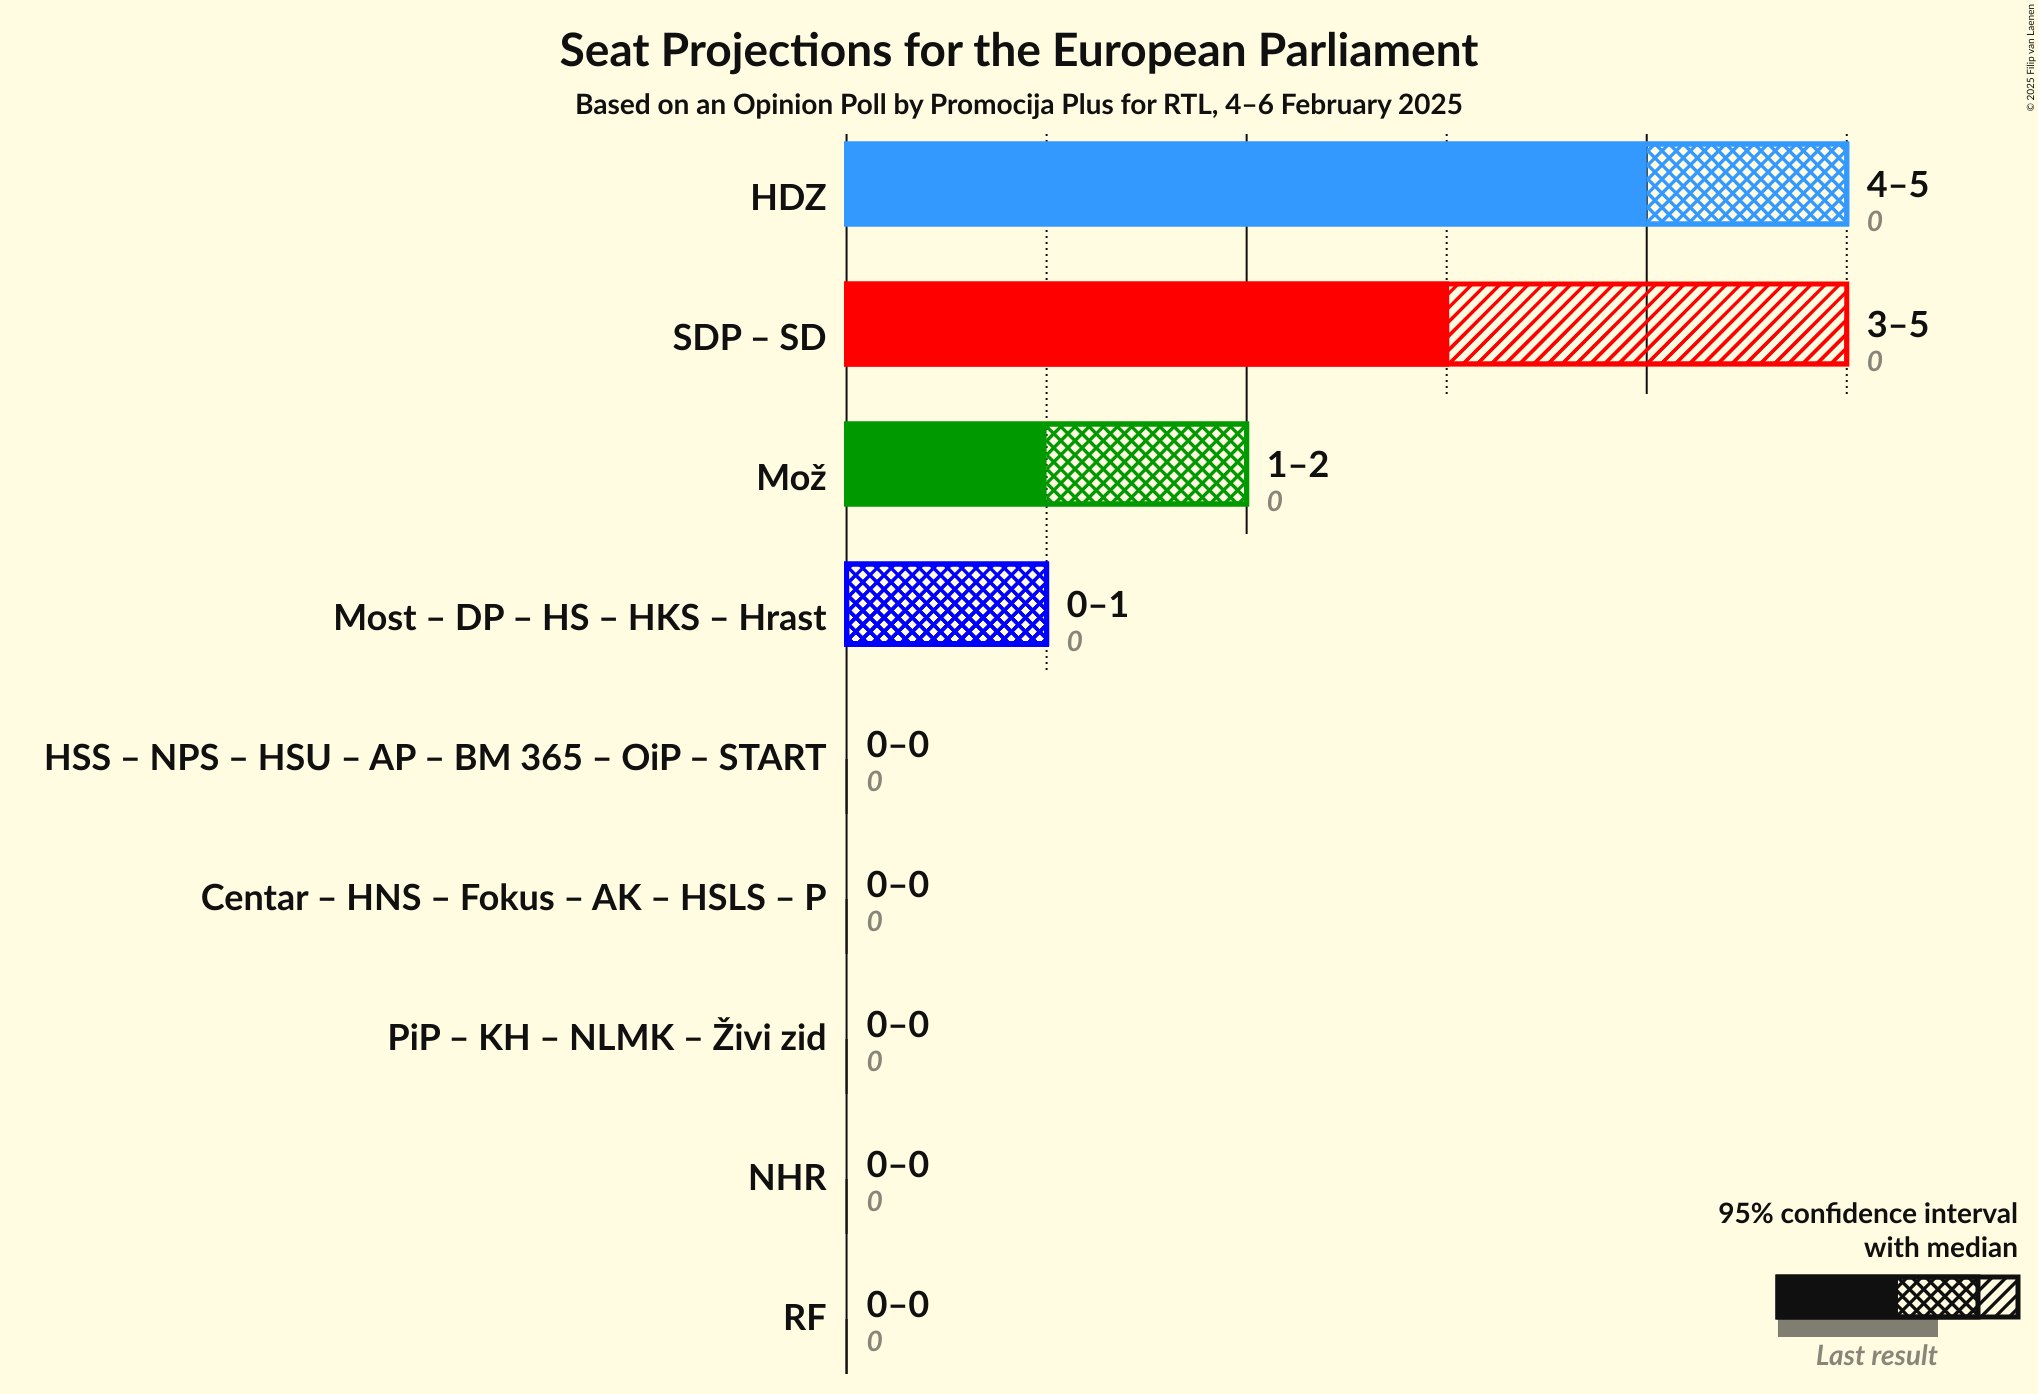 Seat Projections for the European Parliament
Based on an Opinion Poll by Promocija Plus for RTL, 4–6 February 2025
© 2025 Filip van Laenen
HDZ
4–5
0
SDP – SD
3–5
0
Mož
1–2
0
Most – DP – HS – HKS – Hrast
0–1
0
HSS – NPS – HSU – AP – BM 365 – OiP – START
0–0
0
Centar – HNS – Fokus – AK – HSLS – P
0–0
0
PiP – KH – NLMK – Živi zid
0–0
0
NHR
0–0
0
RF
0–0
0
95% confidence interval
with median
Last result